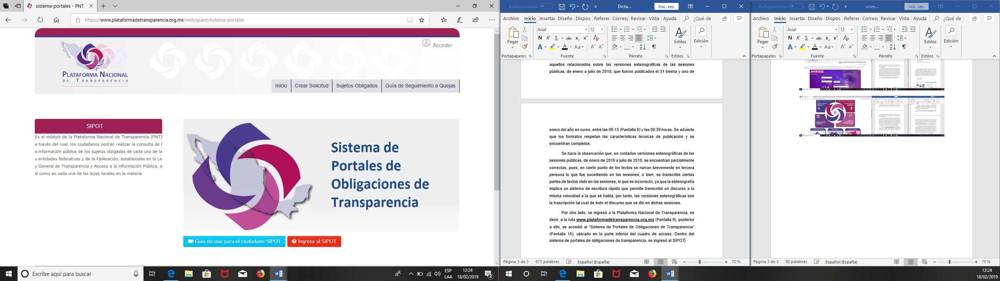 sistema-portales - PNT
https://www.plataformadetransparencia.org.mx/web/guest/sistema-portales
Acceder
PLATAFORMA NACIONAL
DE TRANSPARENCIA
www.plataformadetransparencia.org.mx
Inicio
Crear Solicitud
Sujetos Obligados
Guía de Seguimiento a Quejas
SIPOT
Es el módulo de la Plataforma Nacional de Transparencia (PNT)
a través del cual, los ciudadanos podrán realizar la consulta de l
a información pública de los sujetos obligados de cada una de la
s entidades federativas y de la Federación, establecidas en la Le
y General de Transparencia y Acceso a la Información Pública, a
sí como en cada una de las leyes locales en la materia.
Sistema de
Portales de
Obligaciones de
Transparencia
Guía de uso para el ciudadano SIPOT
Ingresa al SIPOT
Escribe aquí para buscar
ESP
LAA
12:24
18/02/2019
2
Autoguardado
Dicta...
Inic. ses.
Archivo Inicio Insertar Diseño Dispos Referer Corresp Revisar Vista Ayuda ¿Qué de
Pegar
Arial
12
N K S ab x₂ x²
A A Aa A A
Estilos
Edición
Portapapeles
Fuente
Párrafo
Estilos
aquellos relacionados sobre las versiones estenográficas de las sesiones
públicas, de enero a julio de 2018, que fueron publicados el 31 treinta y uno de
enero del año en curso, entre las 09:15 (Pantalla 8) y las 09:39 horas. Se advierte
que los formatos respetan las características técnicas de publicación y se
encuentran completos.
Se hace la observación que, en contadas versiones estenográficas de las
sesiones públicas, de enero de 2016 a julio de 2018, se encuentran parcialmente
correctas, pues, en cierto punto de los textos se narran brevemente en tercera
persona lo que fue sucediendo en las sesiones, o bien, se transcribe ciertas
partes de textos visto en las sesiones, lo que es incorrecto, ya que la estenografía
implica un sistema de escritura rápido que permite transcribir un discurso a la
misma velocidad a la que se habla, por tanto, las versiones estenográficas son
la trascripción tal cual de todo el discurso que se dio en dichas sesiones.
Por otro lado, se ingresó a la Plataforma Nacional de Transparencia, es
decir, a la ruta www.plataformadetransparencia.org.mx (Pantalla 9), posterior
a ello, se accedió al “Sistema de Portales de Obligaciones de Transparencia”
(Pantalla 10), ubicado en la parte inferior del cuadro de acceso. Dentro del
sistema de portales de obligaciones de transparencia, se ingresó al SIPOT
Página 3 de 3
873 palabras
Español (España)
70 %
Autoguardado
scree...
Inic. ses.
Archivo Inicio Insertar Diseño Dispos Referer Corresp Revisar Vista Ayuda ¿Qué de
Pegar
Arial
12
N K S ab x₂ x²
A A Aa A A
Estilos
Edición
Portapapeles
Fuente
Párrafo
Estilos
Página 3 de 3
80 palabras
Español (España)
70 %
12:24
18/02/2019